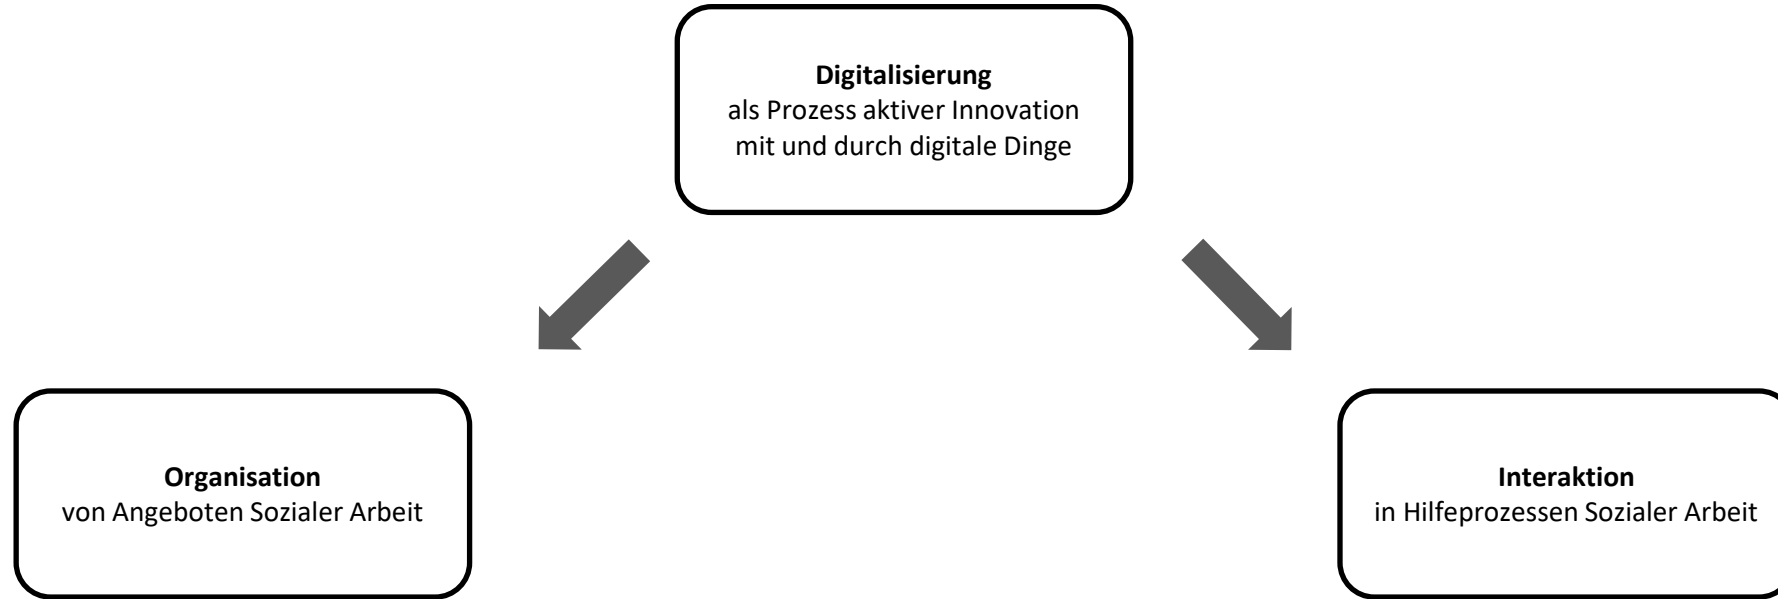 Digitalisierung
als Prozess aktiver Innovation
mit und durch digitale Dinge
Organisation
von Angeboten Sozialer Arbeit
Interaktion
in Hilfeprozessen Sozialer Arbeit